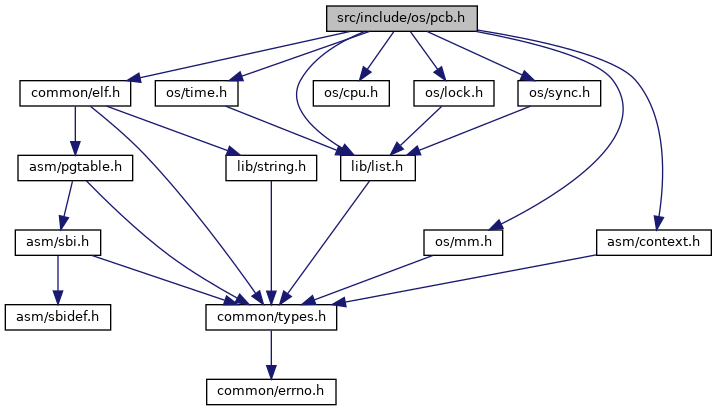 src/include/os/pcb.h
common/elf.h
os/time.h
os/cpu.h
os/lock.h
os/sync.h
asm/pgtable.h
lib/string.h
lib/list.h
asm/sbi.h
os/mm.h
asm/context.h
asm/sbidef.h
common/types.h
common/errno.h